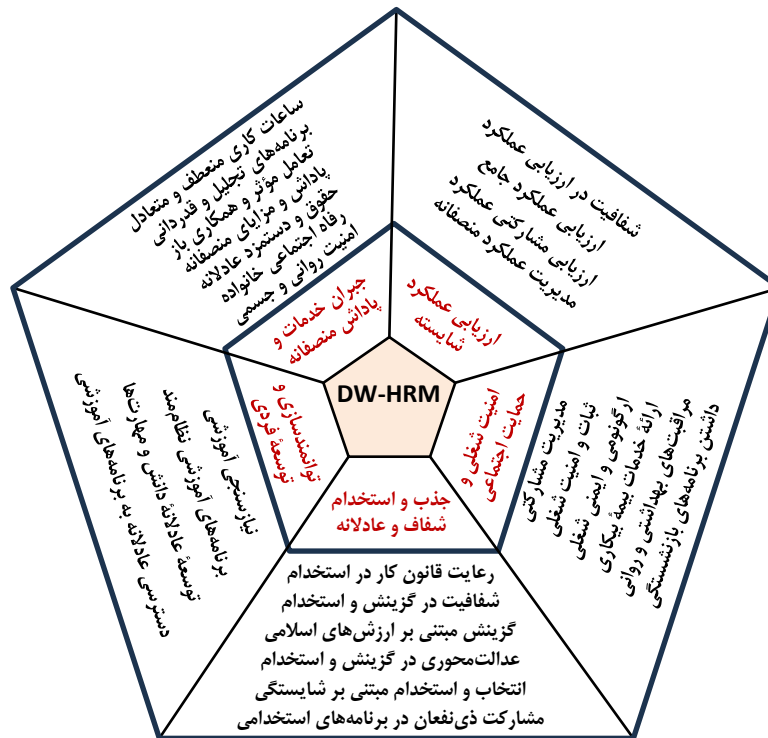 DW-HRM
ارزیابی عملکرد
شایسته
شفافیت در ارزیابی عملکرد
ارزیابی عملکرد جامع
ارزیابی مشارکتی عملکرد
مدیریت عملکرد منصفانه
حمایت اجتماعی
امنیت شغلی و
مدیریت مشارکتی
ثبات و امنیت شغلی
ارگونومی و ایمنی شغلی
ارائهٔ خدمات بیمهٔ بیکاری
مراقبت‌های بهداشتی و روانی
داشتن برنامه‌های بازنشستگی
جذب و استخدام
شفاف و عادلانه
رعایت قانون کار در استخدام
شفافیت در گزینش و استخدام
گزینش مبتنی بر ارزش‌های اسلامی
عدالت‌محوری در گزینش و استخدام
انتخاب و استخدام مبتنی بر شایستگی
مشارکت ذی‌نفعان در برنامه‌های استخدامی
توانمندسازی و
توسعهٔ فردی
نیازسنجی آموزشی
برنامه‌های آموزشی نظام‌مند
توسعهٔ عادلانهٔ دانش و مهارت‌ها
دسترسی عادلانه به برنامه‌های آموزشی
جبران خدمات و
پاداش منصفانه
ساعات کاری منعطف و متعادل
برنامه‌های تجلیل و قدردانی
تعامل مؤثر و همکاری باز
پاداش و مزایای منصفانه
حقوق و دستمزد عادلانه
رفاه اجتماعی خانواده
امنیت روانی و جسمی